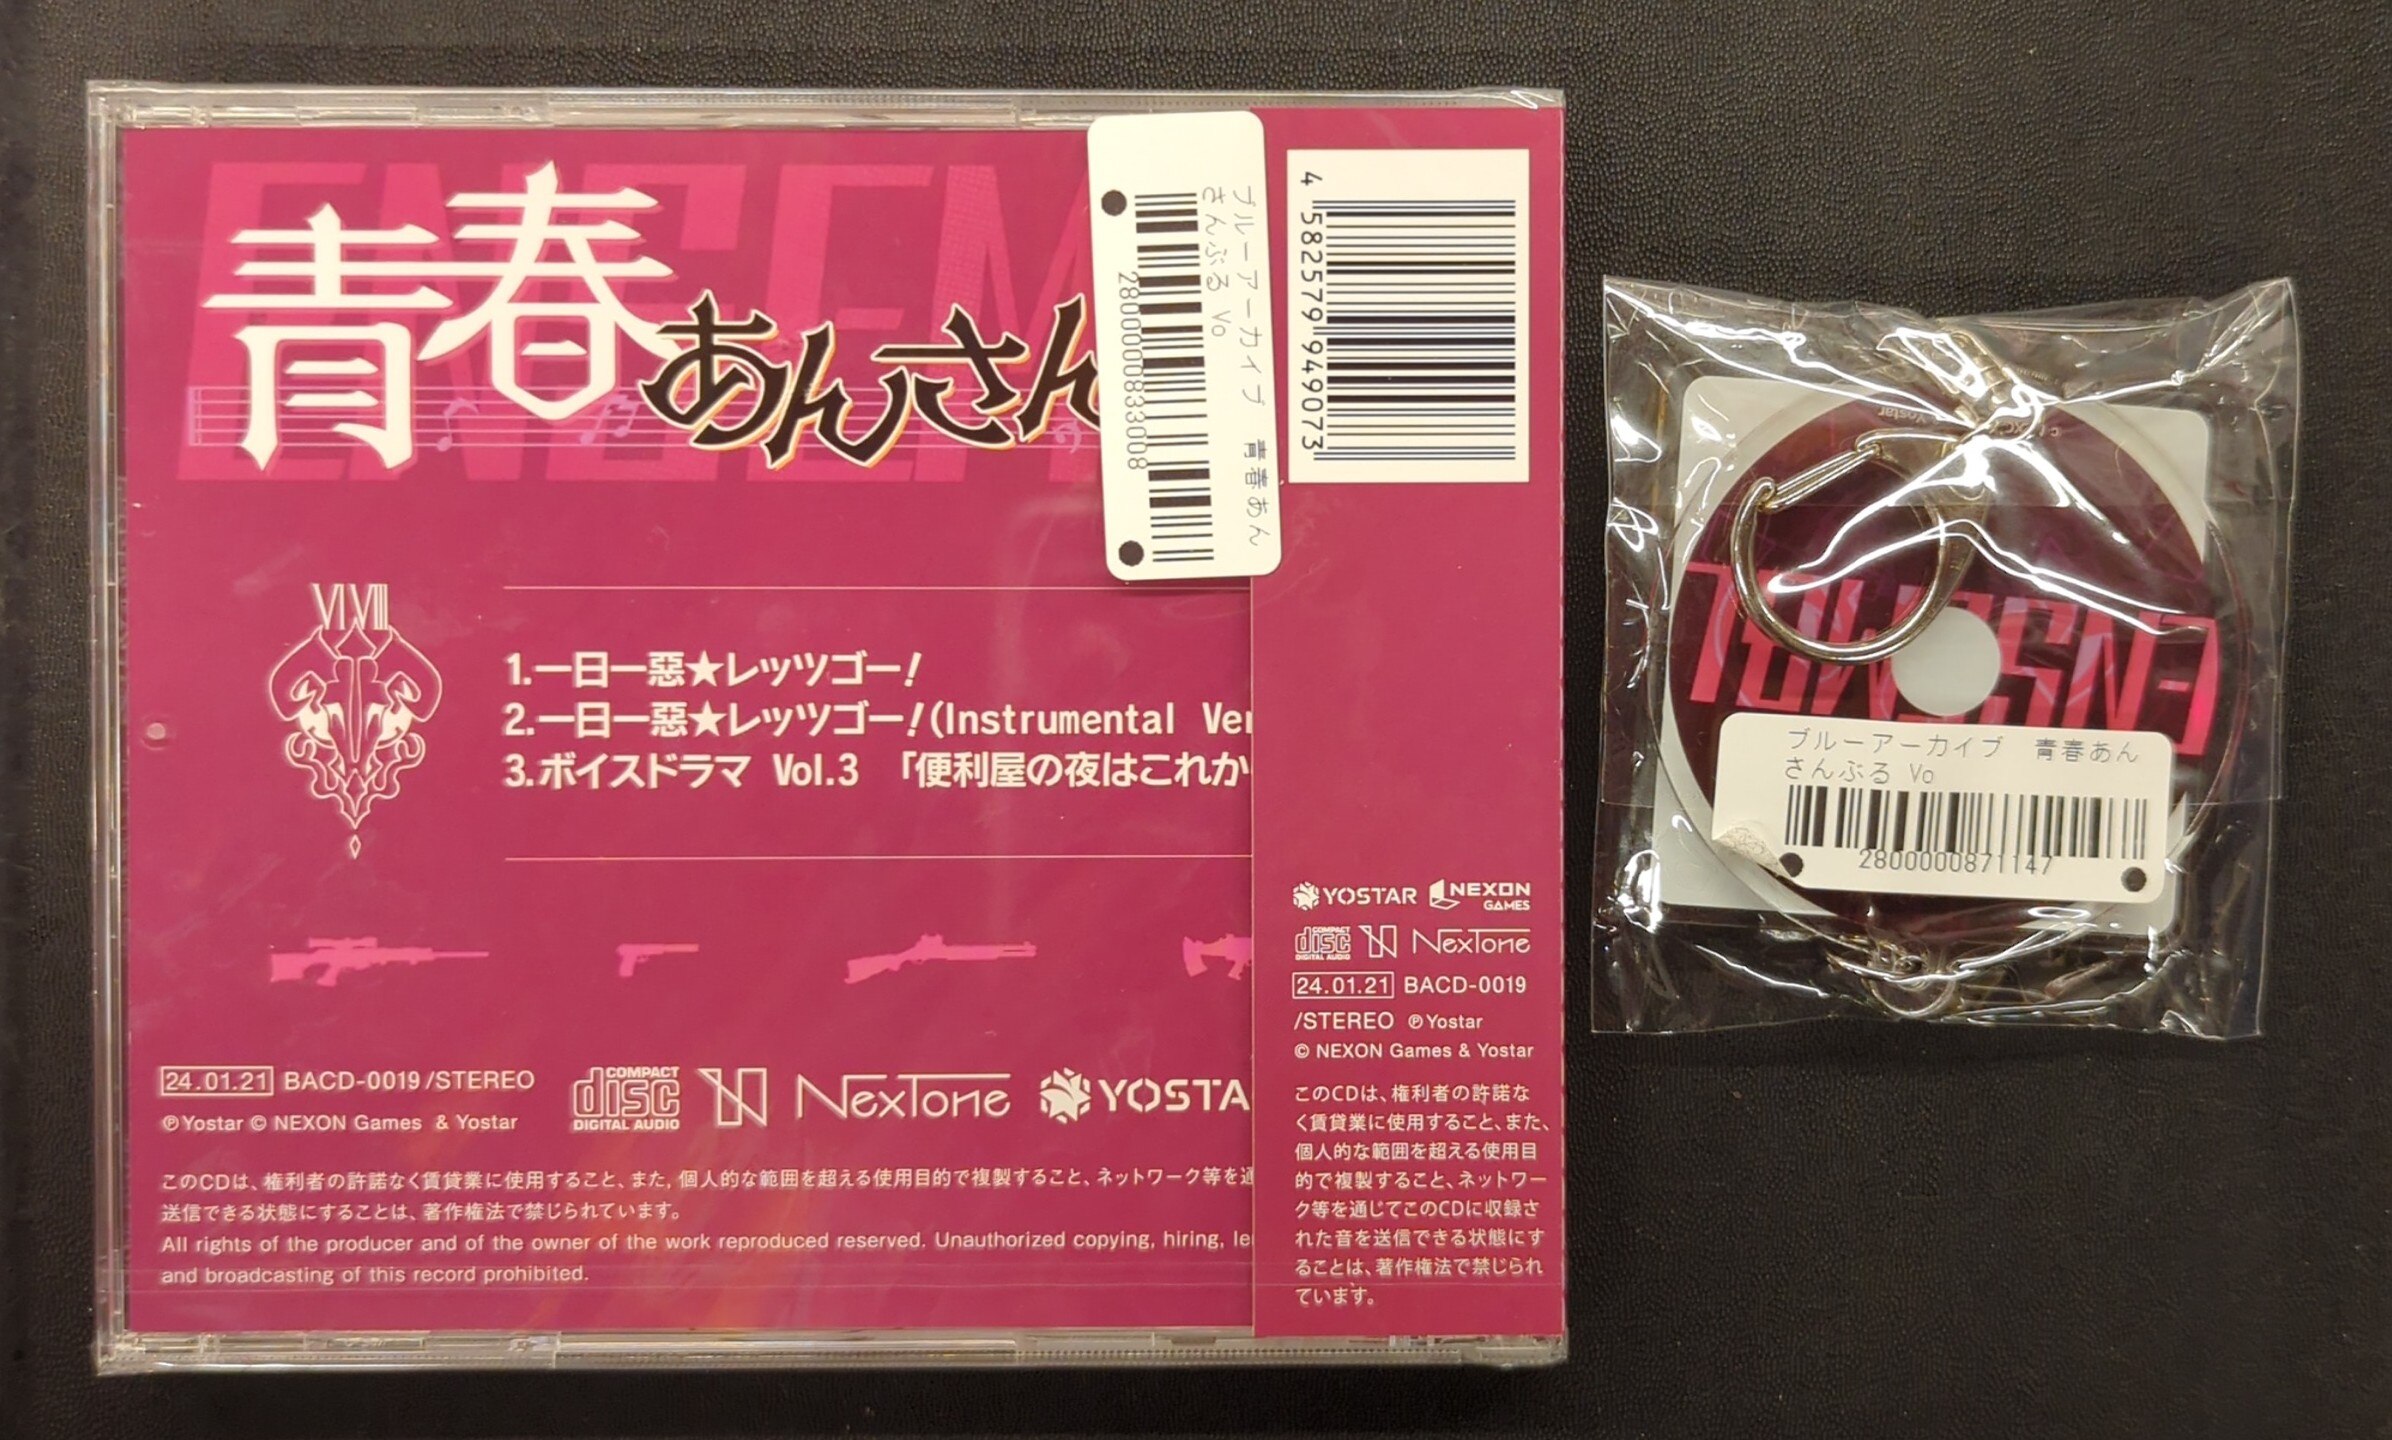 ENSEM
青春あんさん
ブルーアーカイブ 青春あん
さんぶる Vo
2800000833008
4 582579 949073
VI VIII
1.一日一惡★レッツゴー!
2.一日一惡★レッツゴー!(Instrumental Ver
3.ボイスドラマ Vol.3 「便利屋の夜はこれか
24.01.21 BACD-0019/STEREO
℗Yostar © NEXON Games & Yostar
COMPACT disc DIGITAL AUDIO
NexTone
YOSTA
このCDは、権利者の許諾なく賃貸業に使用すること、また, 個人的な範囲を超える使用目的で複製すること、ネットワーク等を通
送信できる状態にすることは、著作権法で禁じられています。
All rights of the producer and of the owner of the work reproduced reserved. Unauthorized copying, hiring, le
and broadcasting of this record prohibited.
YOSTAR NEXON GAMES
COMPACT disc DIGITAL AUDIO NexTone
24.01.21 BACD-0019
/STEREO ℗Yostar
© NEXON Games & Yostar
このCDは、権利者の許諾な
く賃貸業に使用すること、また、
個人的な範囲を超える使用目
的で複製すること、ネットワー
ク等を通じてこのCDに収録さ
れた音を送信できる状態にす
ることは、著作権法で禁じられ
ています。
Yostar
ブルーアーカイブ 青春あん
さんぶる Vo
2800000871147